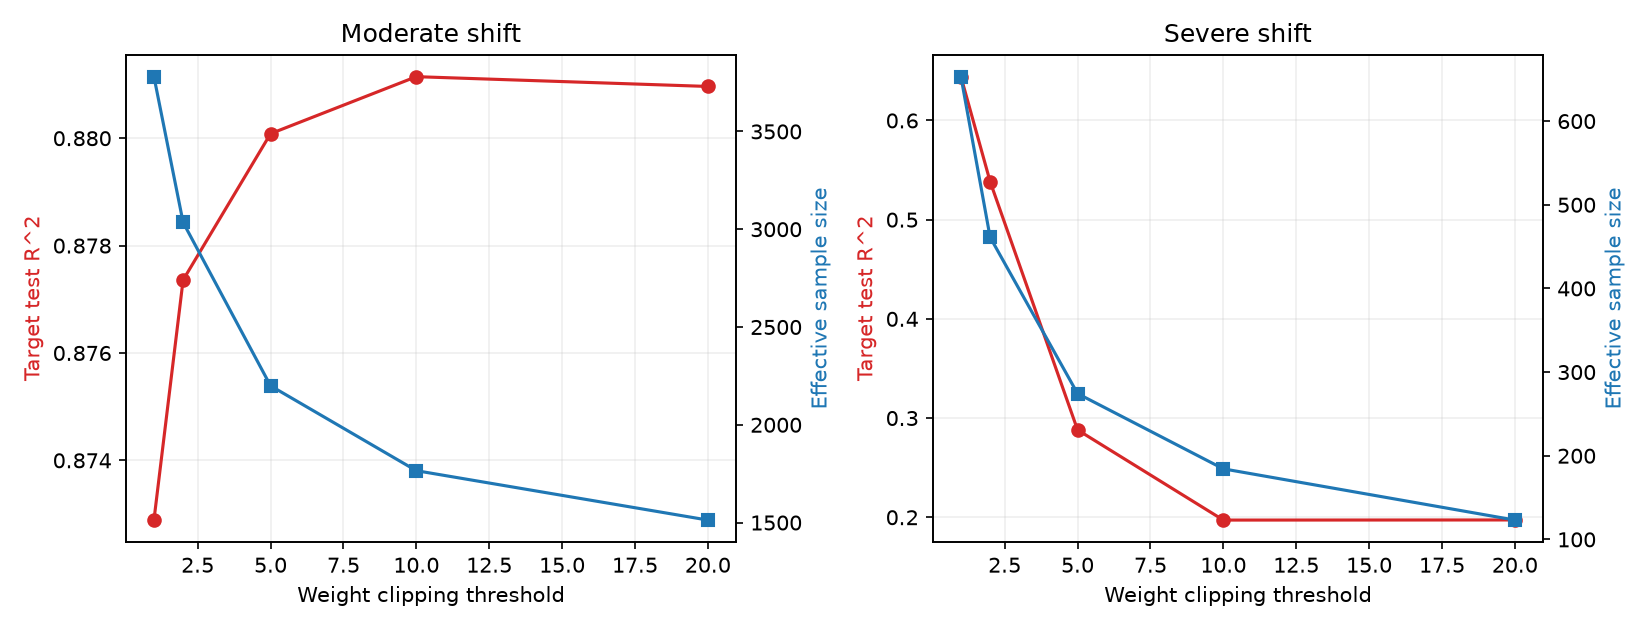 Moderate shift
Target test R^2
0.880
0.878
0.876
0.874
3500
3000
2500
2000
1500
Effective sample size
2.5 5.0 7.5 10.0 12.5 15.0 17.5 20.0
Weight clipping threshold
Severe shift
Target test R^2
0.6
0.5
0.4
0.3
0.2
600
500
400
300
200
100
Effective sample size
2.5 5.0 7.5 10.0 12.5 15.0 17.5 20.0
Weight clipping threshold